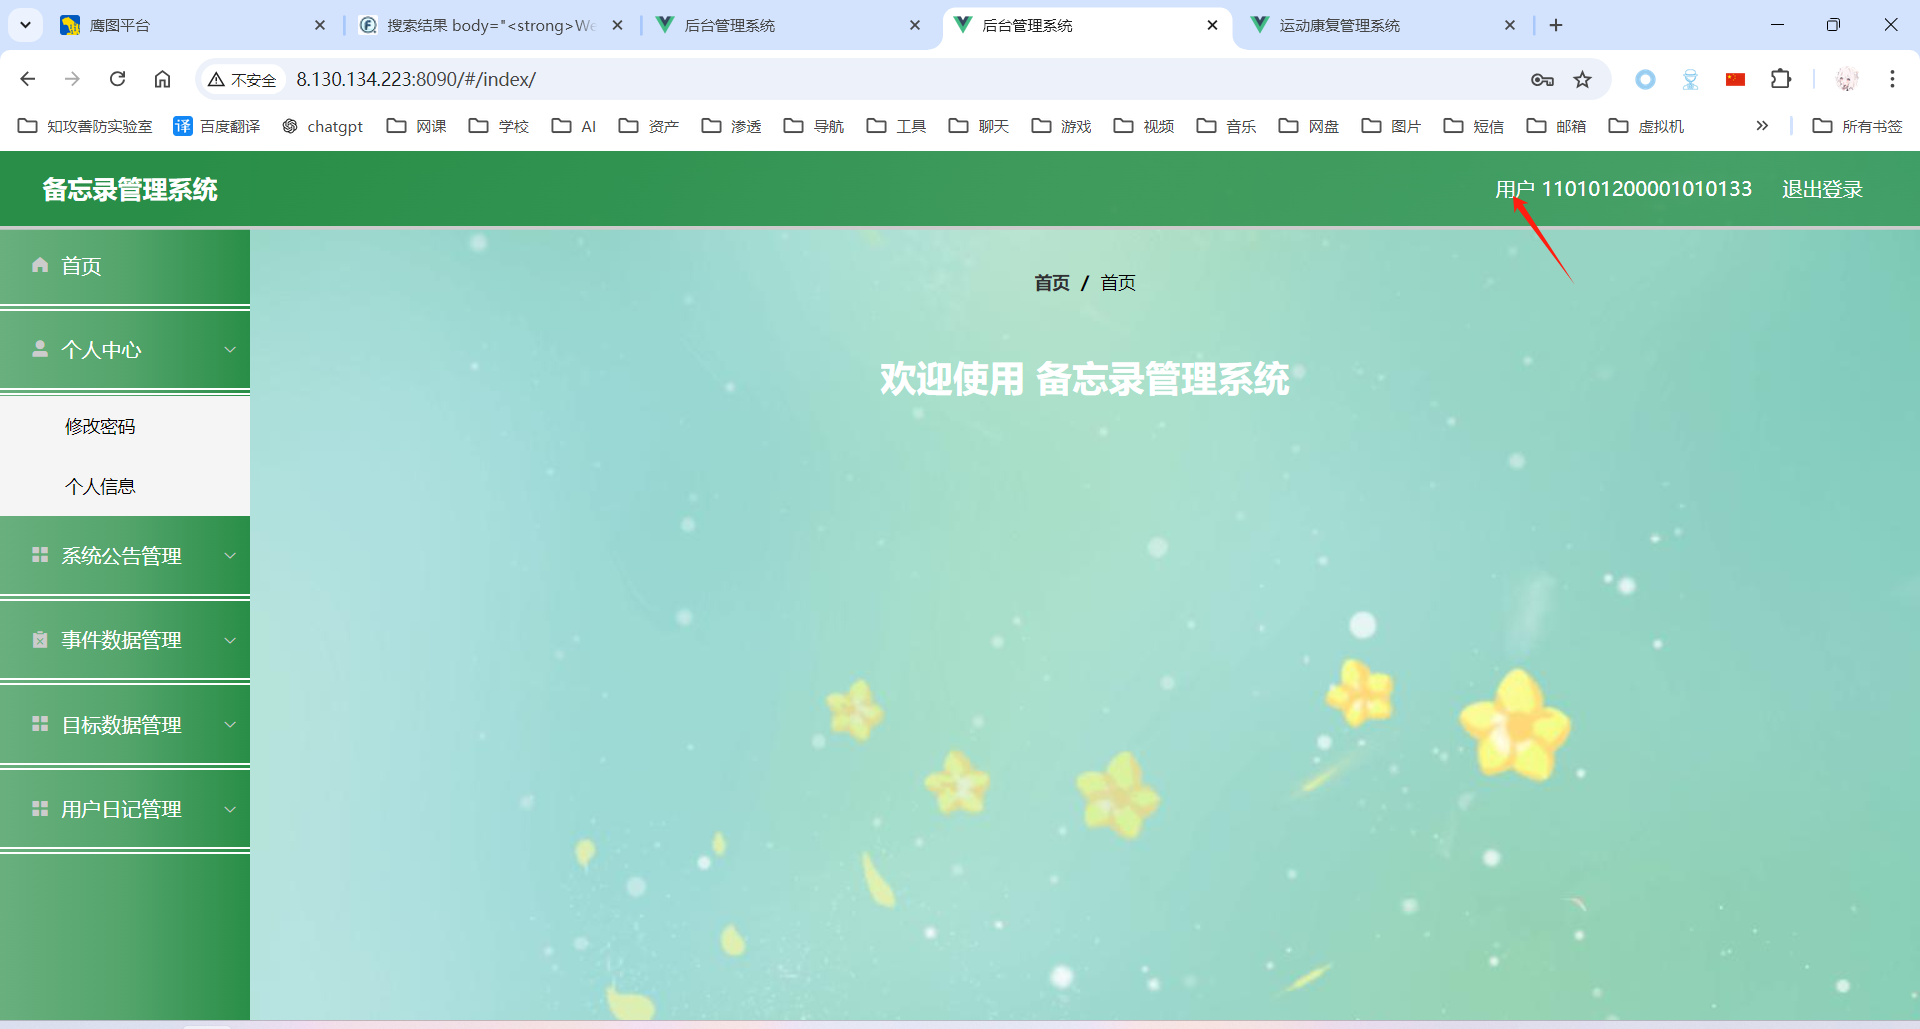 鹰图平台
搜索结果 body="<strong>We
后台管理系统
后台管理系统
运动康复管理系统
不安全
8.130.134.223:8090/#/index/
知攻善防实验室
百度翻译
chatgpt
网课
学校
AI
资产
渗透
导航
工具
聊天
游戏
视频
音乐
网盘
图片
短信
邮箱
虚拟机
所有书签
备忘录管理系统
用户 110101200001010133
退出登录
首页
首页 / 首页
个人中心
欢迎使用 备忘录管理系统
修改密码
个人信息
系统公告管理
事件数据管理
目标数据管理
用户日记管理